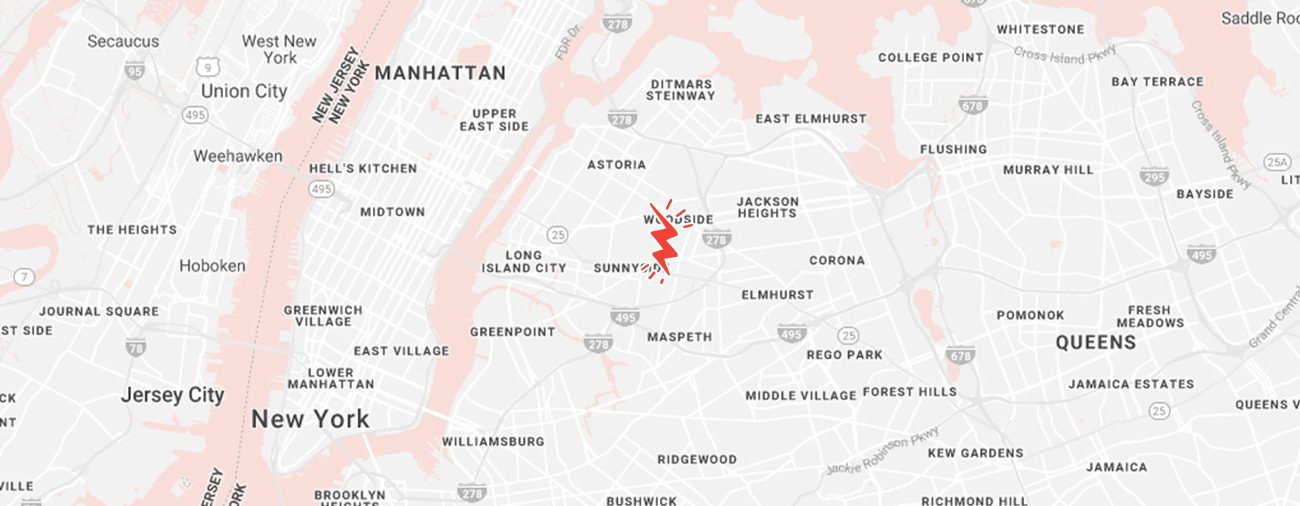 278
Saddle Roc
WHITESTONE
Secaucus
West New
York
FDR Dr.
COLLEGE POINT
Cross Island Pkwy
95
9
NEW JERSEY
NEW YORK
MANHATTAN
Union City
DITMARS
STEINWAY
BAY TERRACE
495
UPPER
EAST SIDE
278
EAST ELMHURST
678
Cross Island Pkwy
Weehawken
HELL'S KITCHEN
ASTORIA
FLUSHING
MURRAY HILL
295
25A
LIT
495
MIDTOWN
WOODSIDE
JACKSON
HEIGHTS
BAYSIDE
THE HEIGHTS
25
278
LONG
ISLAND CITY
SUNNYSID
CORONA
495
Hoboken
7
ELMHURST
JOURNAL SQUARE
GREENWICH
VILLAGE
495
POMONOK
FRESH
MEADOWS
Grand Central
ST SIDE
78
GREENPOINT
278
MASPETH
495
25
REGO PARK
678
QUEENS
EAST VILLAGE
LOWER
MANHATTAN
Jersey City
MIDDLE VILLAGE
FOREST HILLS
JAMAICA ESTATES
CK
New York
25
QUEENS V
NT
WILLIAMSBURG
Jackie Robinson Pkwy
KEW GARDENS
RIDGEWOOD
JAMAICA
VILLE
ERSEY
ORK
BROOKLYN
HEIGHTS
278
BUSHWICK
RICHMOND HILL